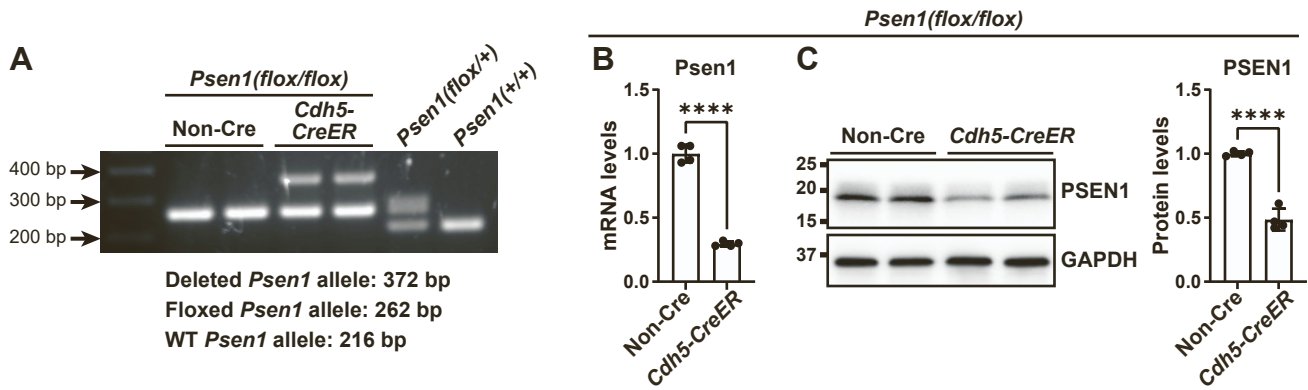 Psen1(flox/flox)
A
Psen1(flox/flox)
Cdh5-
CreER
Non-Cre
Psen1(flox/+)
Psen1(+/+)
400 bp
300 bp
200 bp
Deleted Psen1 allele: 372 bp
Floxed Psen1 allele: 262 bp
WT Psen1 allele: 216 bp
B
Psen1
****
mRNA levels
1.5
1.0
0.5
0.0
Non-Cre
Cdh5-CreER
C
Non-Cre
Cdh5-CreER
25
20
15
37
PSEN1
GAPDH
PSEN1
****
Protein levels
1.5
1.0
0.5
0.0
Non-Cre
Cdh5-CreER